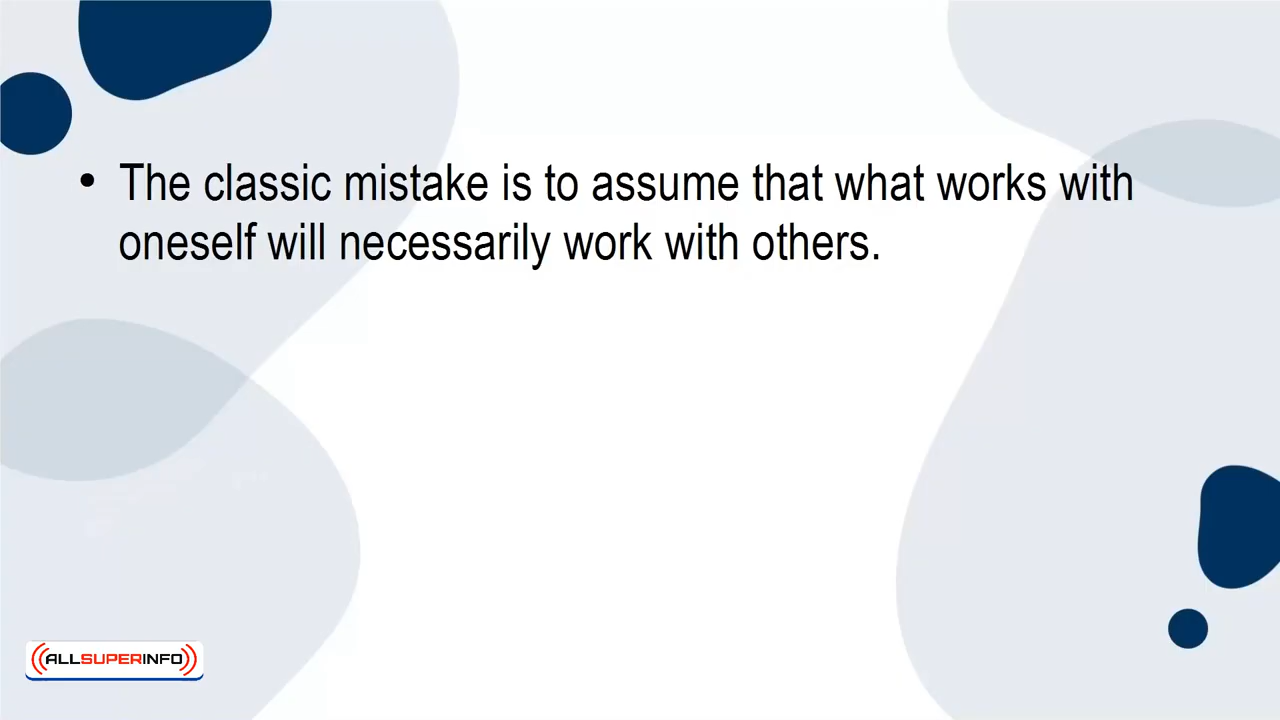 • The classic mistake is to assume that what works with
oneself will necessarily work with others.
ALLSUPERINFO